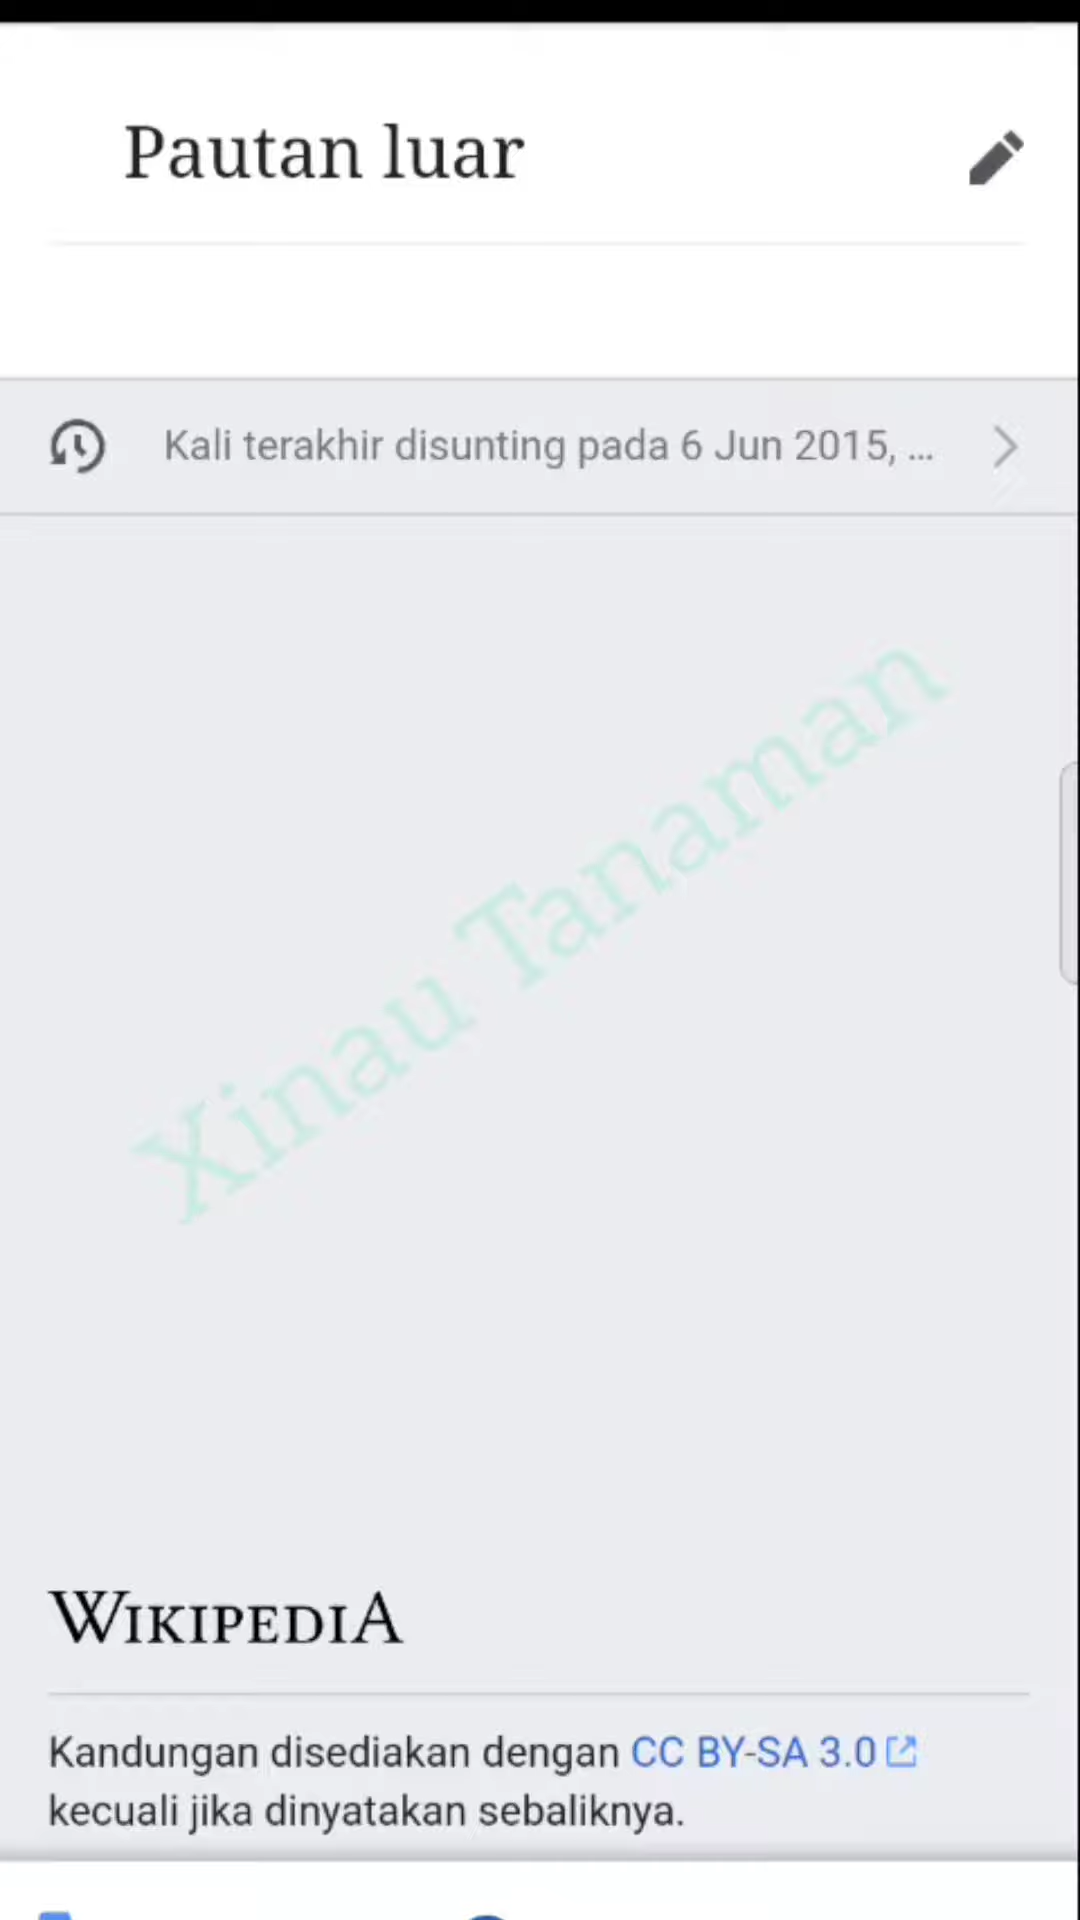 Pautan luar
Kali terakhir disunting pada 6 Jun 2015, ...
Xinau Tanaman
WIKIPEDIA
Kandungan disediakan dengan CC BY-SA 3.0
kecuali jika dinyatakan sebaliknya.